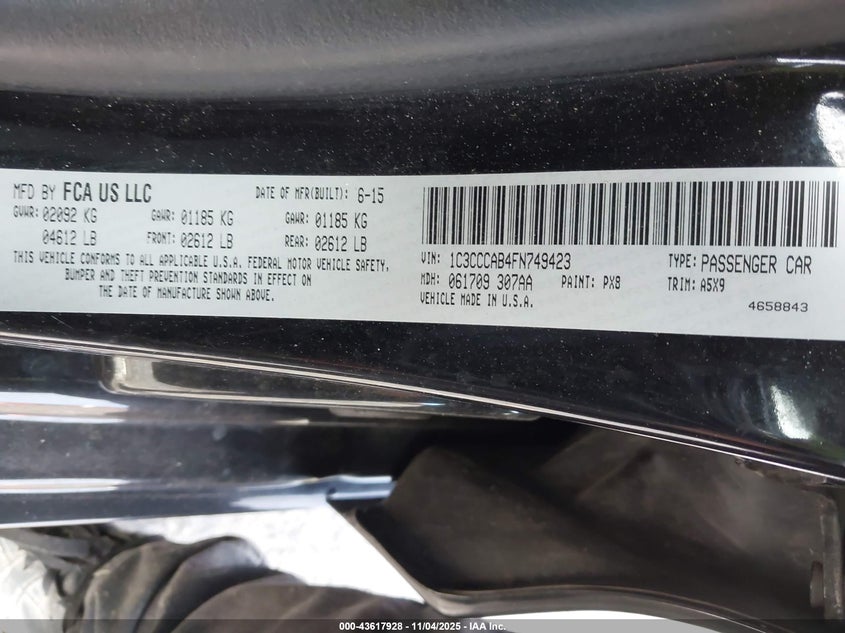 MFD BY FCA US LLC DATE OF MFR(BUILT): 6-15
GVWR: 02092 KG GAWR: 01185 KG GAWR: 01185 KG
04612 LB FRONT: 02612 LB REAR: 02612 LB
THIS VEHICLE CONFORMS TO ALL APPLICABLE U.S.A. FEDERAL MOTOR VEHICLE SAFETY,
BUMPER AND THEFT PREVENTION STANDARDS IN EFFECT ON
THE DATE OF MANUFACTURE SHOWN ABOVE.
VIN: 1C3CCCAB4FN749423 TYPE: PASSENGER CAR
MDH: 061709 307AA PAINT: PX8 TRIM: A5X9
VEHICLE MADE IN U.S.A. 4658843
000-43617928 - 11/04/2025 - IAA Inc.